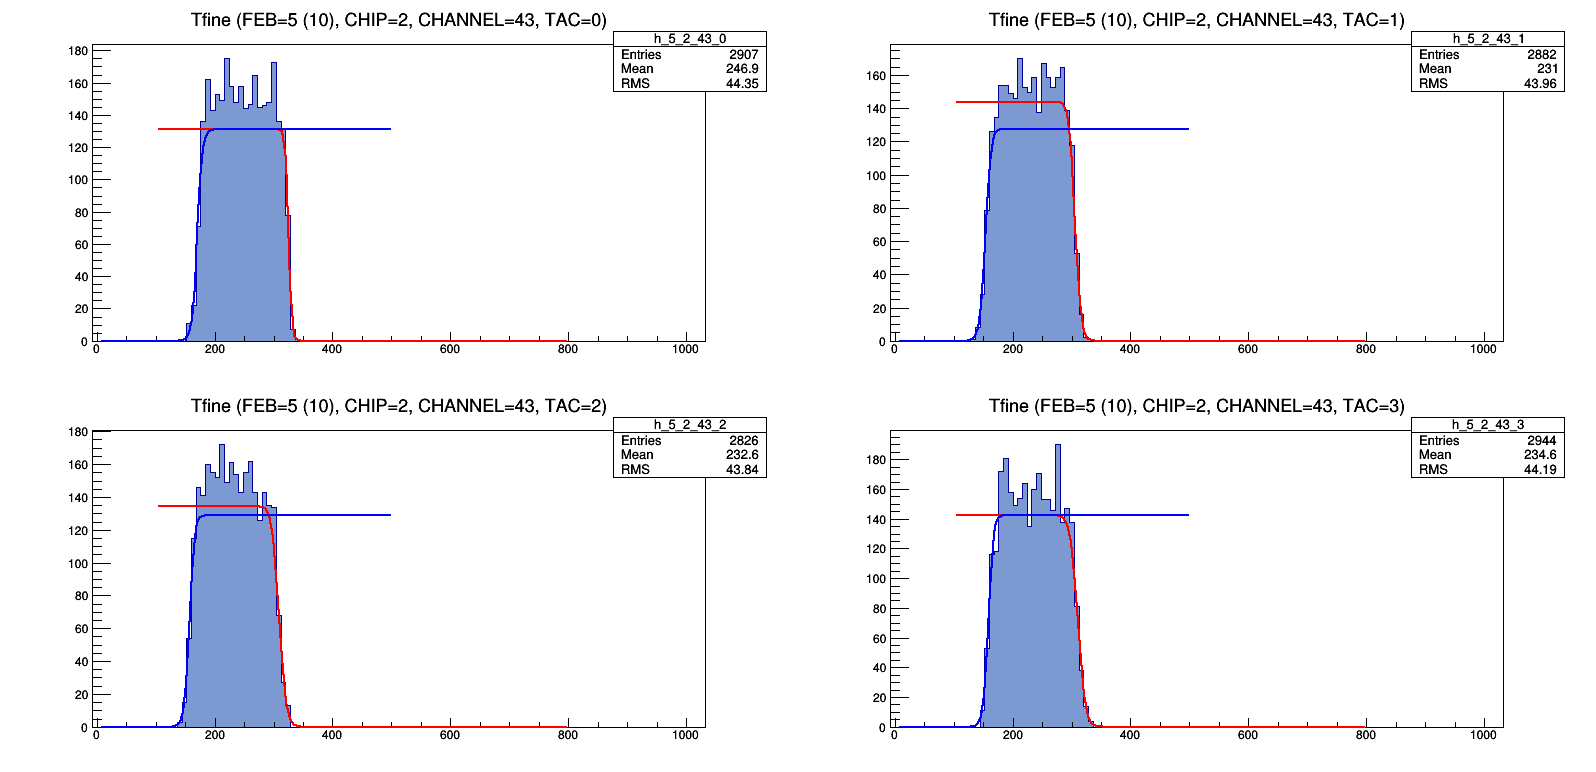 Tfine (FEB=5 (10), CHIP=2, CHANNEL=43, TAC=0)
h_5_2_43_0
Entries 2907
Mean 246.9
RMS 44.35
180
160
140
120
100
80
60
40
20
0
0 200 400 600 800 1000
Tfine (FEB=5 (10), CHIP=2, CHANNEL=43, TAC=1)
h_5_2_43_1
Entries 2882
Mean 231
RMS 43.96
160
140
120
100
80
60
40
20
0
0 200 400 600 800 1000
Tfine (FEB=5 (10), CHIP=2, CHANNEL=43, TAC=2)
h_5_2_43_2
Entries 2826
Mean 232.6
RMS 43.84
180
160
140
120
100
80
60
40
20
0
0 200 400 600 800 1000
Tfine (FEB=5 (10), CHIP=2, CHANNEL=43, TAC=3)
h_5_2_43_3
Entries 2944
Mean 234.6
RMS 44.19
180
160
140
120
100
80
60
40
20
0
0 200 400 600 800 1000